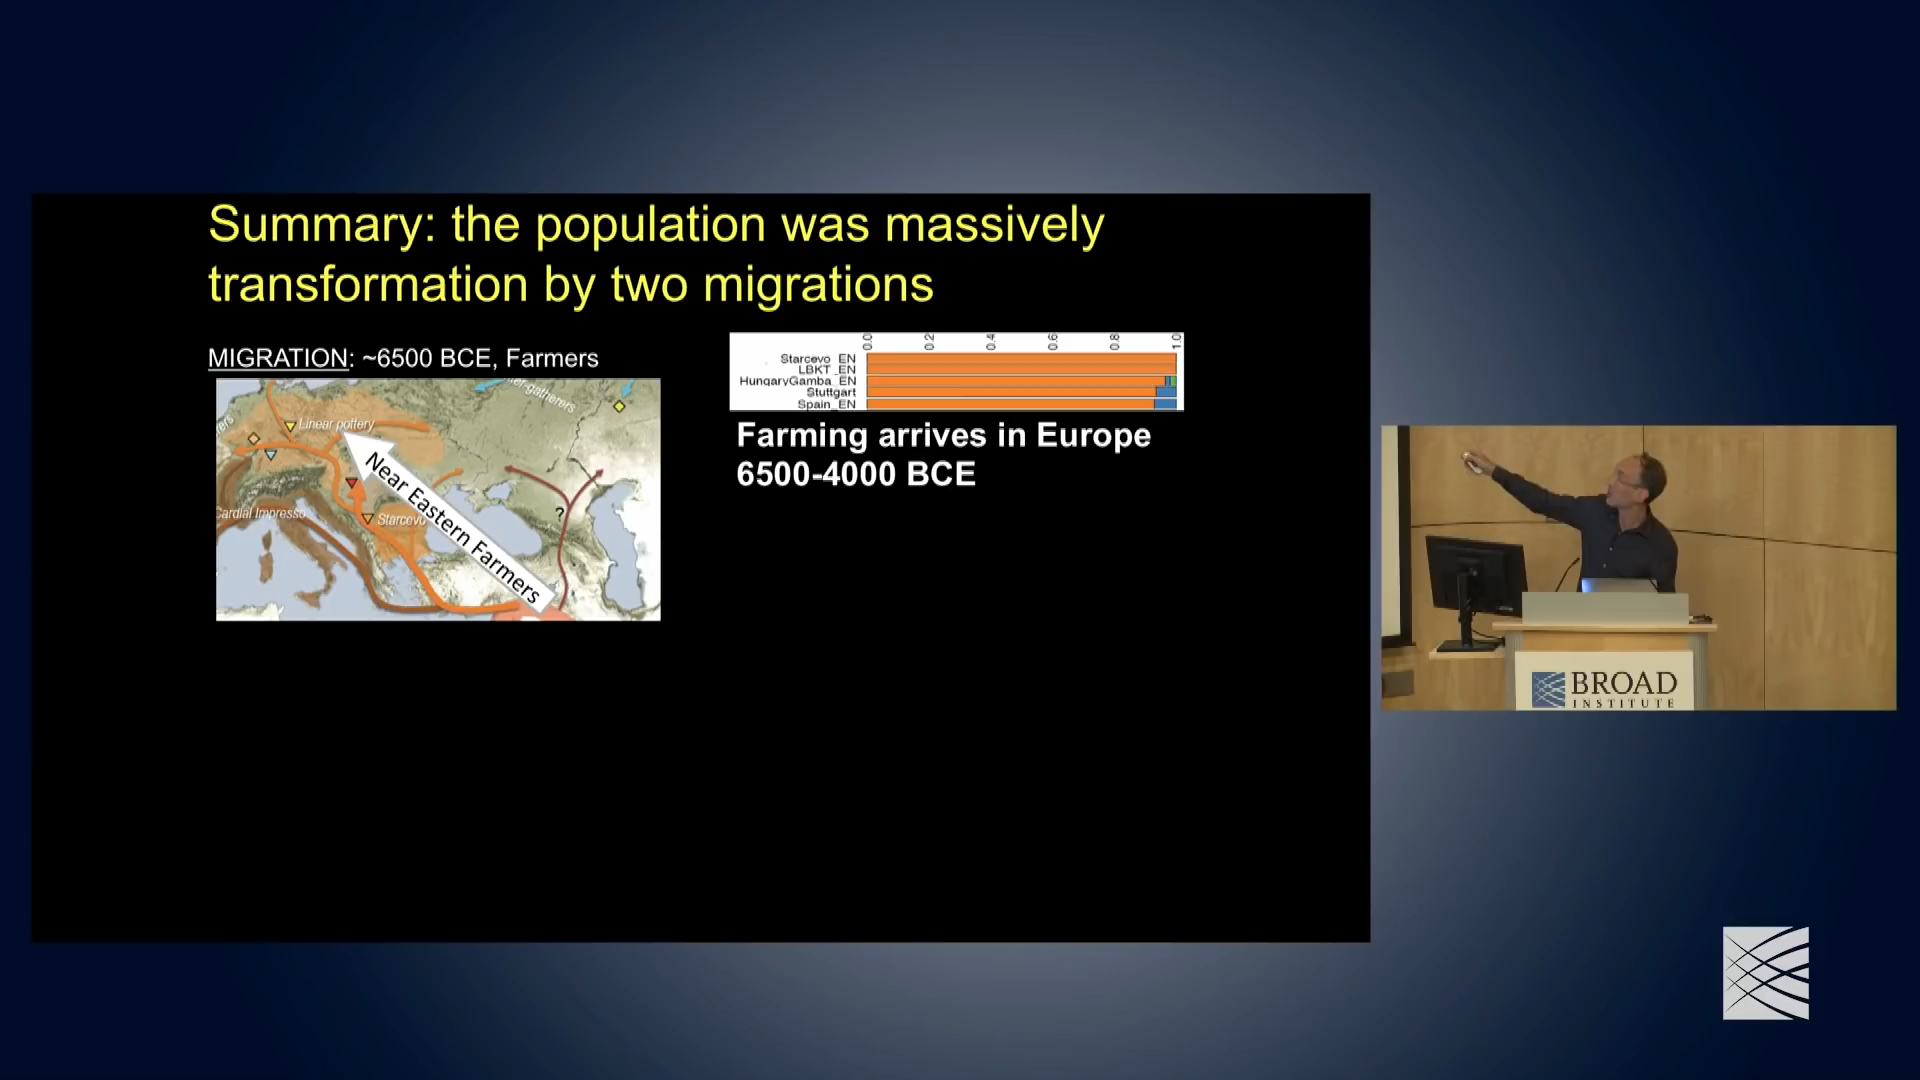 Summary: the population was massively
transformation by two migrations
MIGRATION: ~6500 BCE, Farmers
Linear pottery
Near Eastern Farmers
Cardial Impresso
Starcevo
?
0.0 0.2 0.4 0.6 0.8 1.0
Starcevo_EN
LBKT_EN
HungaryGamba_EN
Stuttgart
Spain_EN
Farming arrives in Europe
6500-4000 BCE
BROAD
INSTITUTE